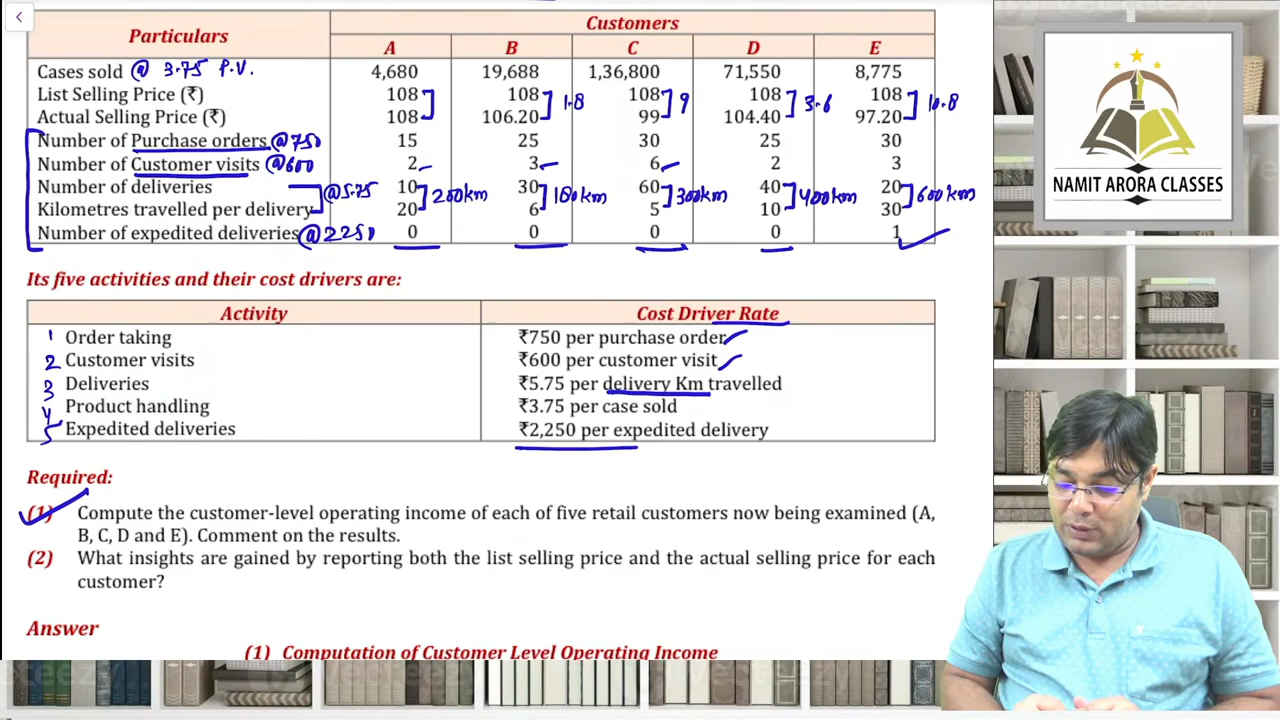 Particulars Customers
A B C D E
Cases sold @ 3.75 P.V. 4,680 19,688 1,36,800 71,550 8,775
List Selling Price (₹) 108 108 108 108 108
Actual Selling Price (₹) 108 106.20 99 104.40 97.20
1.8 9 3.6 10.8
Number of Purchase orders @750 15 25 30 25 30
Number of Customer visits @600 2 3 6 2 3
Number of deliveries 10 30 60 40 20
@5.75 200km 180km 300km 400km 600km
Kilometres travelled per delivery 20 6 5 10 30
Number of expedited deliveries @2250 0 0 0 0 1
Its five activities and their cost drivers are:
Activity Cost Driver Rate
1 Order taking ₹750 per purchase order
2 Customer visits ₹600 per customer visit
3 Deliveries ₹5.75 per delivery Km travelled
4 Product handling ₹3.75 per case sold
5 Expedited deliveries ₹2,250 per expedited delivery
Required:
(1) Compute the customer-level operating income of each of five retail customers now being examined (A,
B, C, D and E). Comment on the results.
(2) What insights are gained by reporting both the list selling price and the actual selling price for each
customer?
Answer
(1) Computation of Customer Level Operating Income
NAMIT ARORA CLASSES